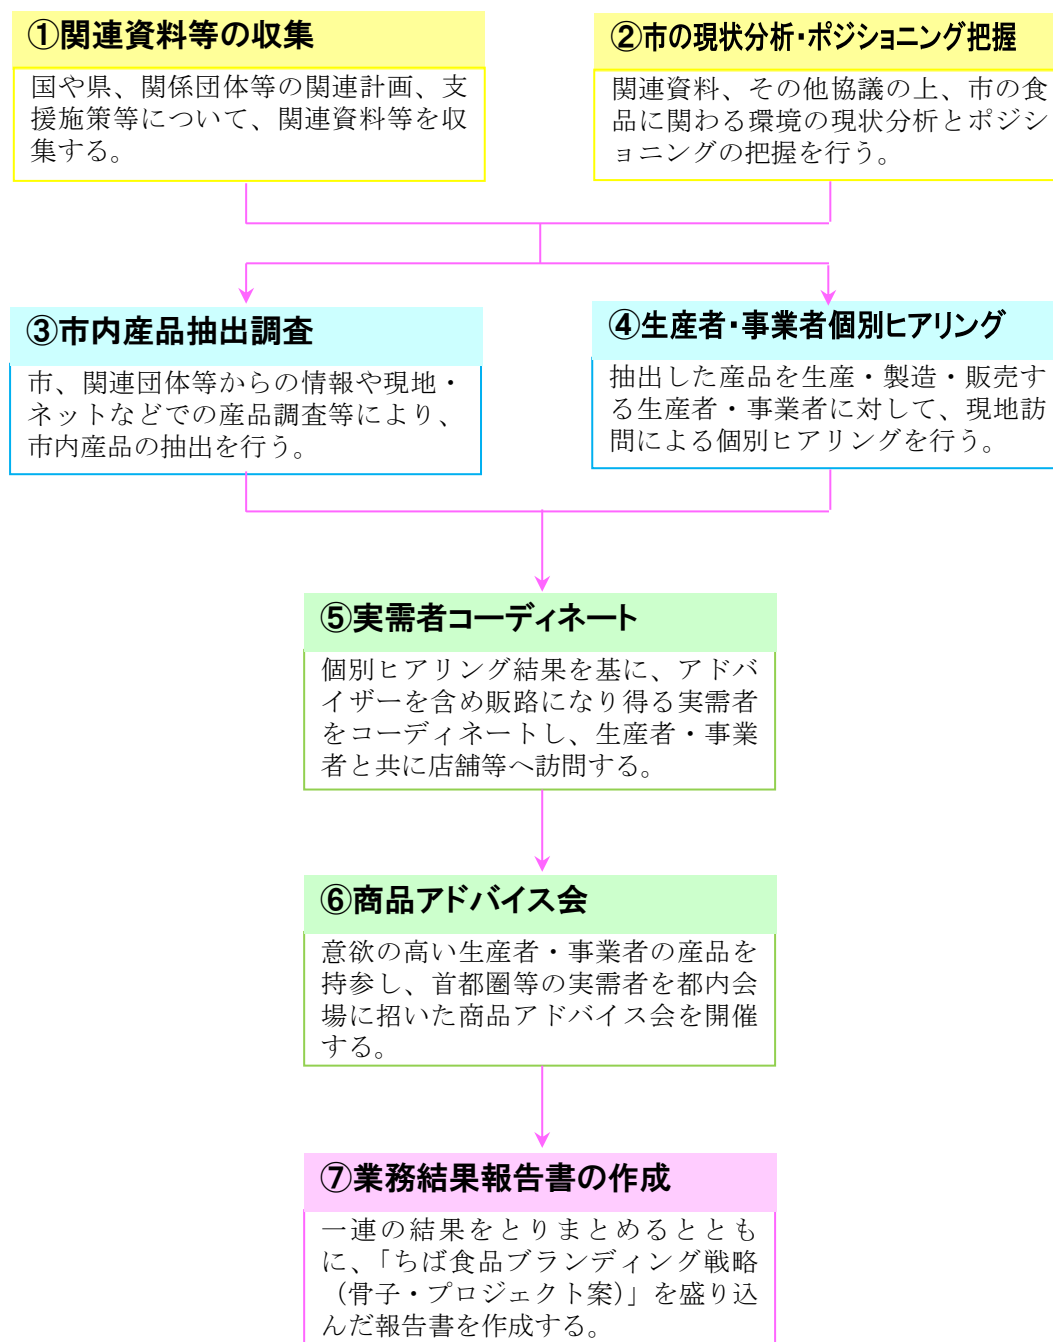 ①関連資料等の収集
国や県、関係団体等の関連計画、支
援施策等について、関連資料等を収
集する。
②市の現状分析・ポジショニング把握
関連資料、その他協議の上、市の食
品に関わる環境の現状分析とポジシ
ョニングの把握を行う。
③市内産品抽出調査
市、関連団体等からの情報や現地・
ネットなどでの産品調査等により、
市内産品の抽出を行う。
④生産者・事業者個別ヒアリング
抽出した産品を生産・製造・販売す
る生産者・事業者に対して、現地訪
問による個別ヒアリングを行う。
⑤実需者コーディネート
個別ヒアリング結果を基に、アドバ
イザーを含め販路になり得る実需者
をコーディネートし、生産者・事業
者と共に店舗等へ訪問する。
⑥商品アドバイス会
意欲の高い生産者・事業者の産品を
持参し、首都圏等の実需者を都内会
場に招いた商品アドバイス会を開催
する。
⑦業務結果報告書の作成
一連の結果をとりまとめるととも
に、「ちば食品ブランディング戦略
（骨子・プロジェクト案）」を盛り込
んだ報告書を作成する。